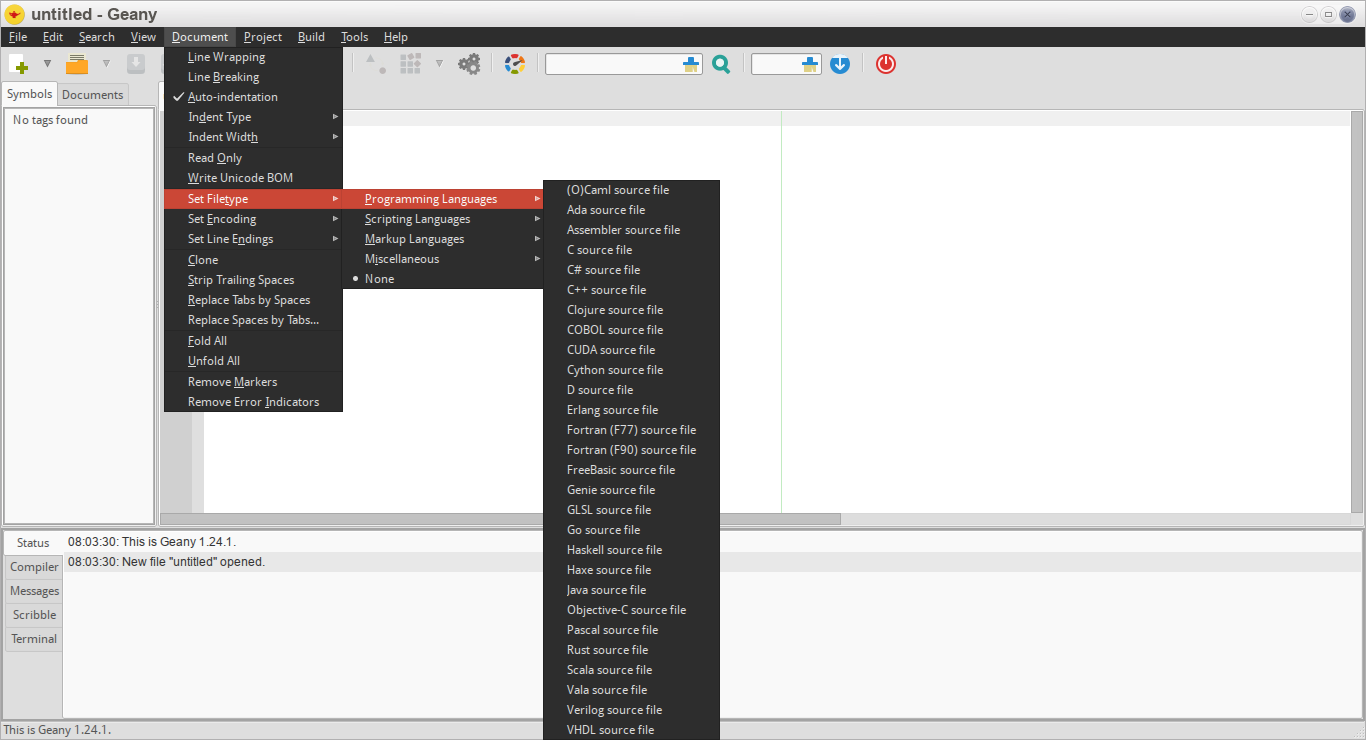 untitled - Geany
File Edit Search View Document Project Build Tools Help
Symbols Documents
No tags found
Line Wrapping
Line Breaking
Auto-indentation
Indent Type
Indent Width
Read Only
Write Unicode BOM
Set Filetype
Set Encoding
Set Line Endings
Clone
Strip Trailing Spaces
Replace Tabs by Spaces
Replace Spaces by Tabs...
Fold All
Unfold All
Remove Markers
Remove Error Indicators
Programming Languages
Scripting Languages
Markup Languages
Miscellaneous
None
(O)Caml source file
Ada source file
Assembler source file
C source file
C# source file
C++ source file
Clojure source file
COBOL source file
CUDA source file
Cython source file
D source file
Erlang source file
Fortran (F77) source file
Fortran (F90) source file
FreeBasic source file
Genie source file
GLSL source file
Go source file
Haskell source file
Haxe source file
Java source file
Objective-C source file
Pascal source file
Rust source file
Scala source file
Vala source file
Verilog source file
VHDL source file
Status
Compiler
Messages
Scribble
Terminal
08:03:30: This is Geany 1.24.1.
08:03:30: New file "untitled" opened.
This is Geany 1.24.1.